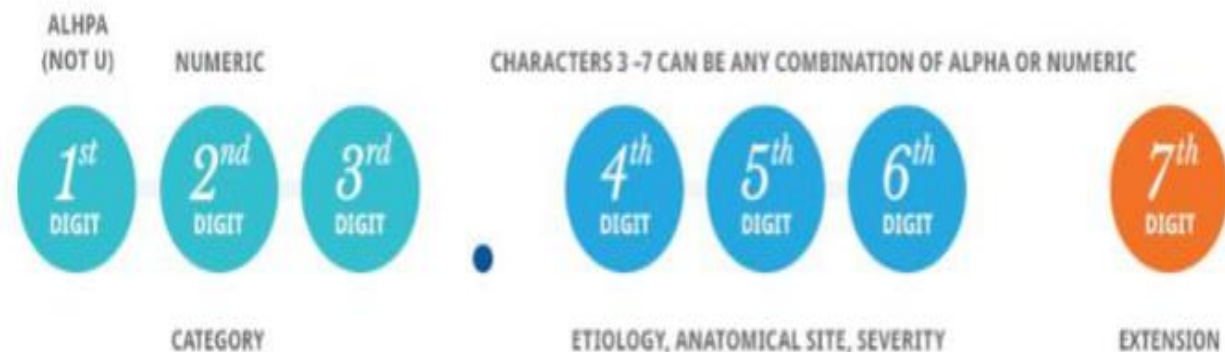 ALHPA
(NOT U)
NUMERIC
CHARACTERS 3 -7 CAN BE ANY COMBINATION OF ALPHA OR NUMERIC
1st
DIGIT
2nd
DIGIT
3rd
DIGIT
.
4th
DIGIT
5th
DIGIT
6th
DIGIT
7th
DIGIT
CATEGORY
ETIOLOGY, ANATOMICAL SITE, SEVERITY
EXTENSION